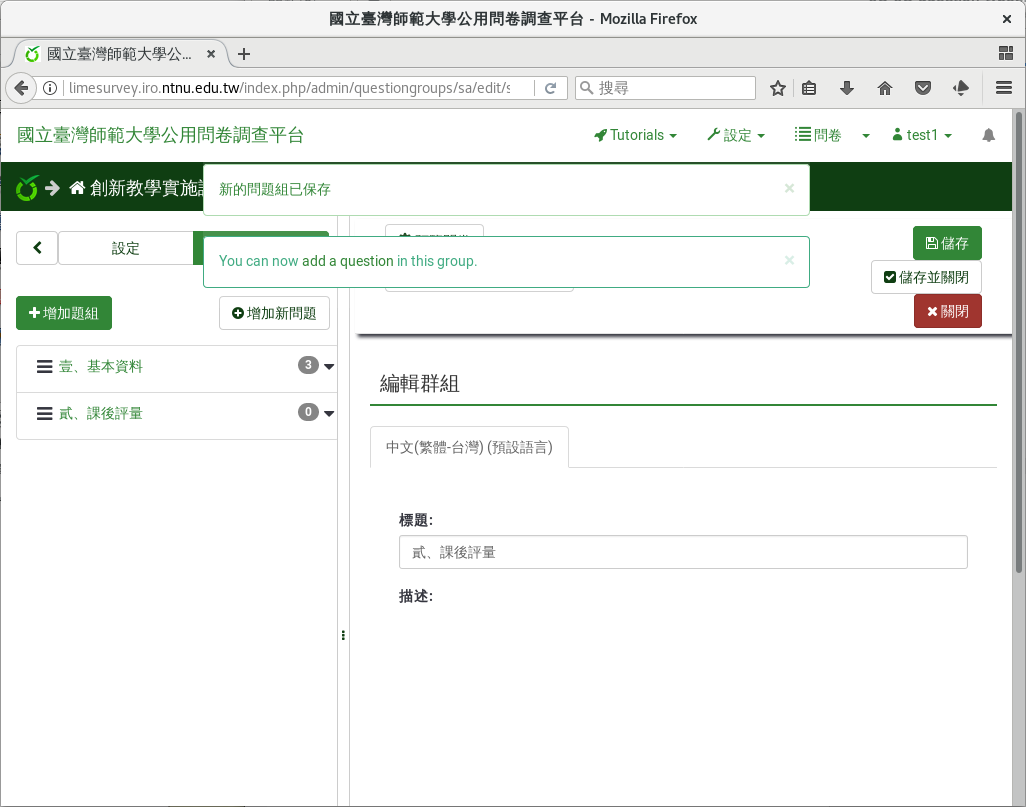 國立臺灣師範大學公用問卷調查平台 - Mozilla Firefox
國立臺灣師範大學公...
limesurvey.iro.ntnu.edu.tw/index.php/admin/questiongroups/sa/edit/s
搜尋
國立臺灣師範大學公用問卷調查平台
Tutorials
設定
問卷
test1
創新教學實施
新的問題組已保存
×
設定
You can now add a question in this group.
×
儲存
儲存並關閉
關閉
增加題組
增加新問題
壹、基本資料
3
貳、課後評量
0
編輯群組
中文(繁體-台灣) (預設語言)
標題:
貳、課後評量
描述: